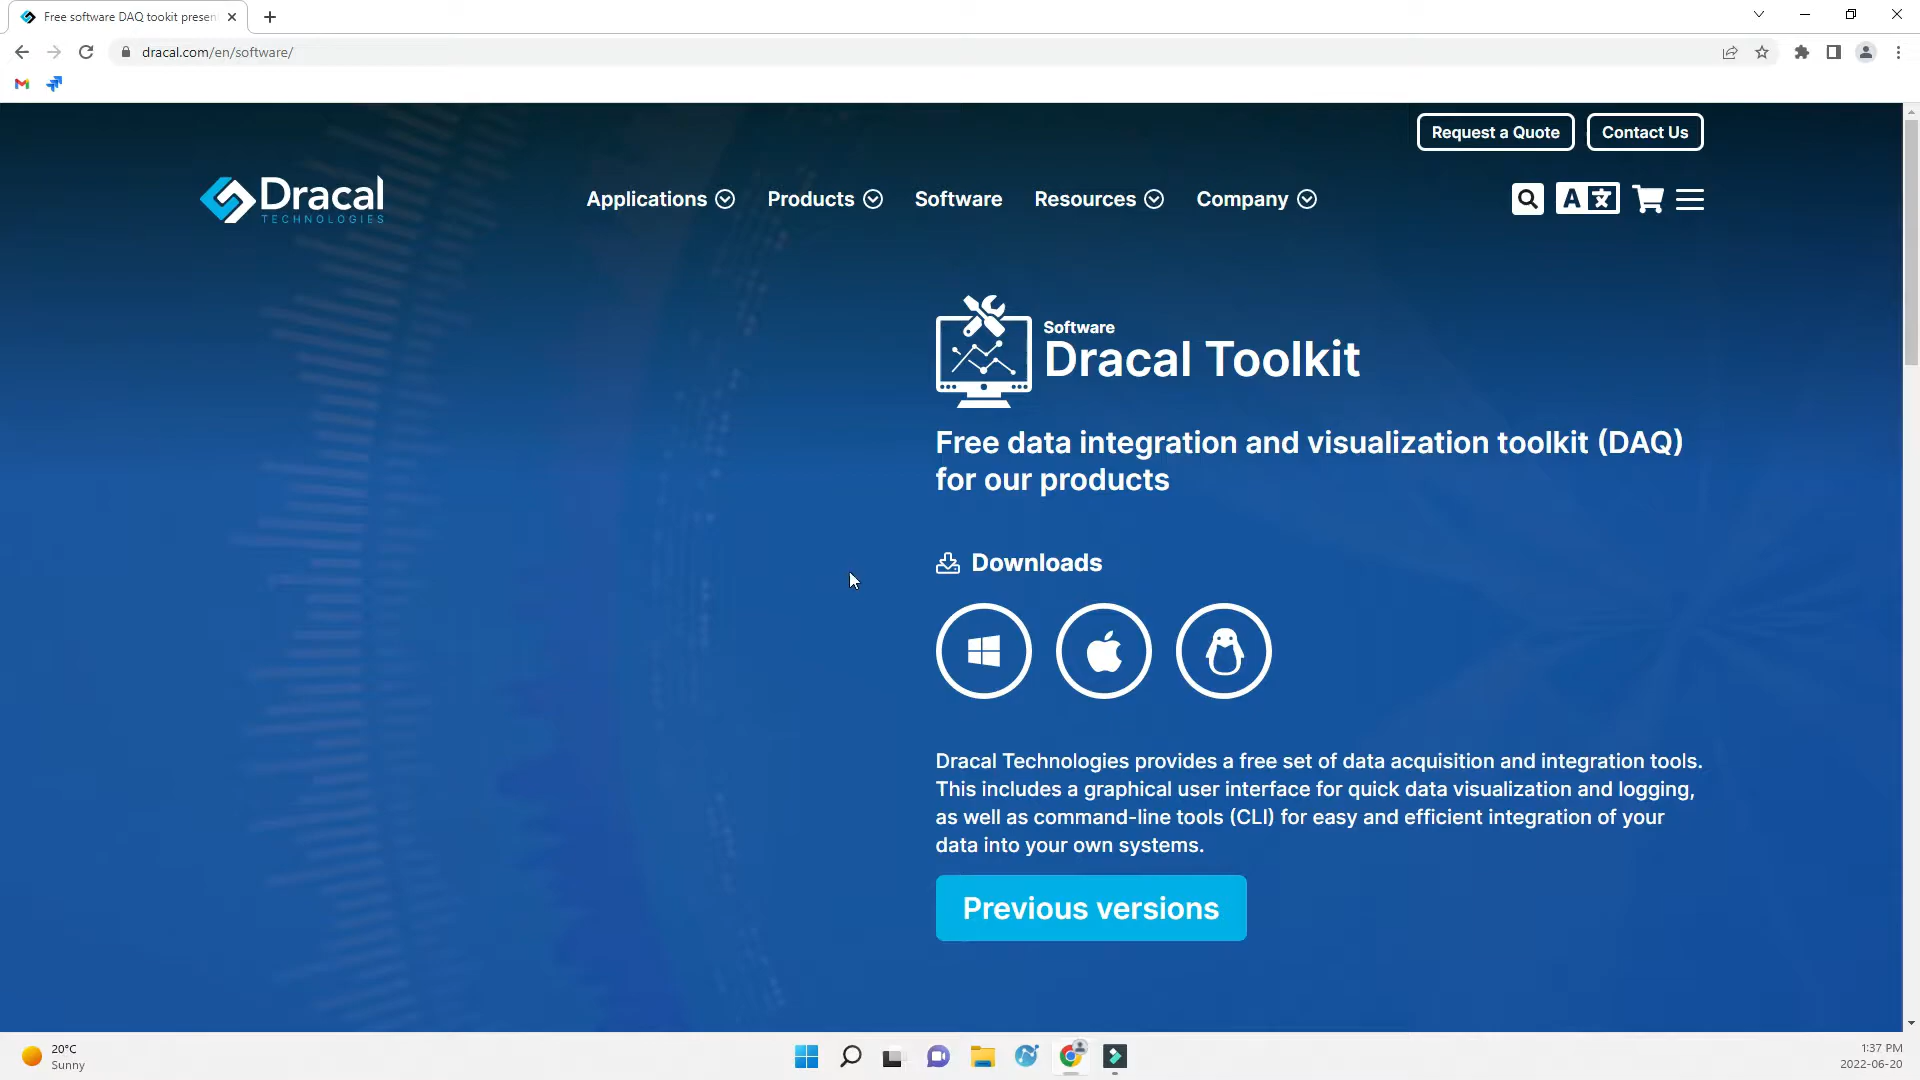 Free software DAQ tookit presen
dracal.com/en/software/
Request a Quote
Contact Us
Dracal
TECHNOLOGIES
Applications
Products
Software
Resources
Company
A
Software
Dracal Toolkit
Free data integration and visualization toolkit (DAQ)
for our products
Downloads
Dracal Technologies provides a free set of data acquisition and integration tools.
This includes a graphical user interface for quick data visualization and logging,
as well as command-line tools (CLI) for easy and efficient integration of your
data into your own systems.
Previous versions
20°C
Sunny
1:37 PM
2022-06-20